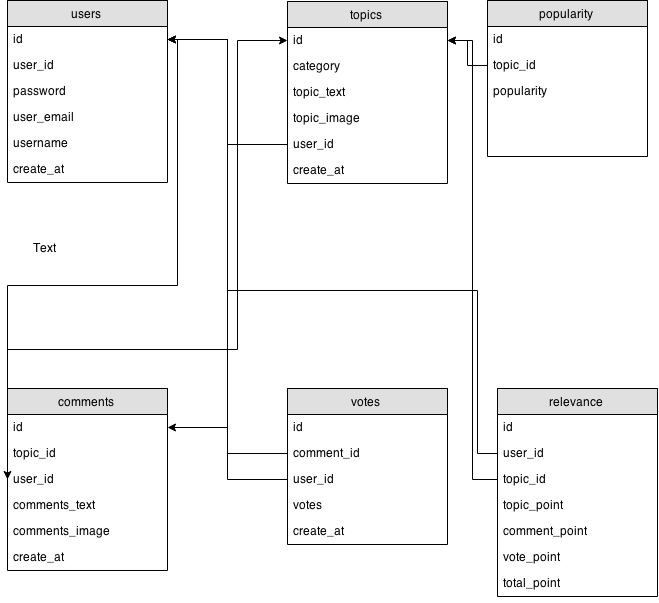 users
id
user_id
password
user_email
username
create_at
topics
id
category
topic_text
topic_image
user_id
create_at
popularity
id
topic_id
popularity
Text
comments
id
topic_id
user_id
comments_text
comments_image
create_at
votes
id
comment_id
user_id
votes
create_at
relevance
id
user_id
topic_id
topic_point
comment_point
vote_point
total_point